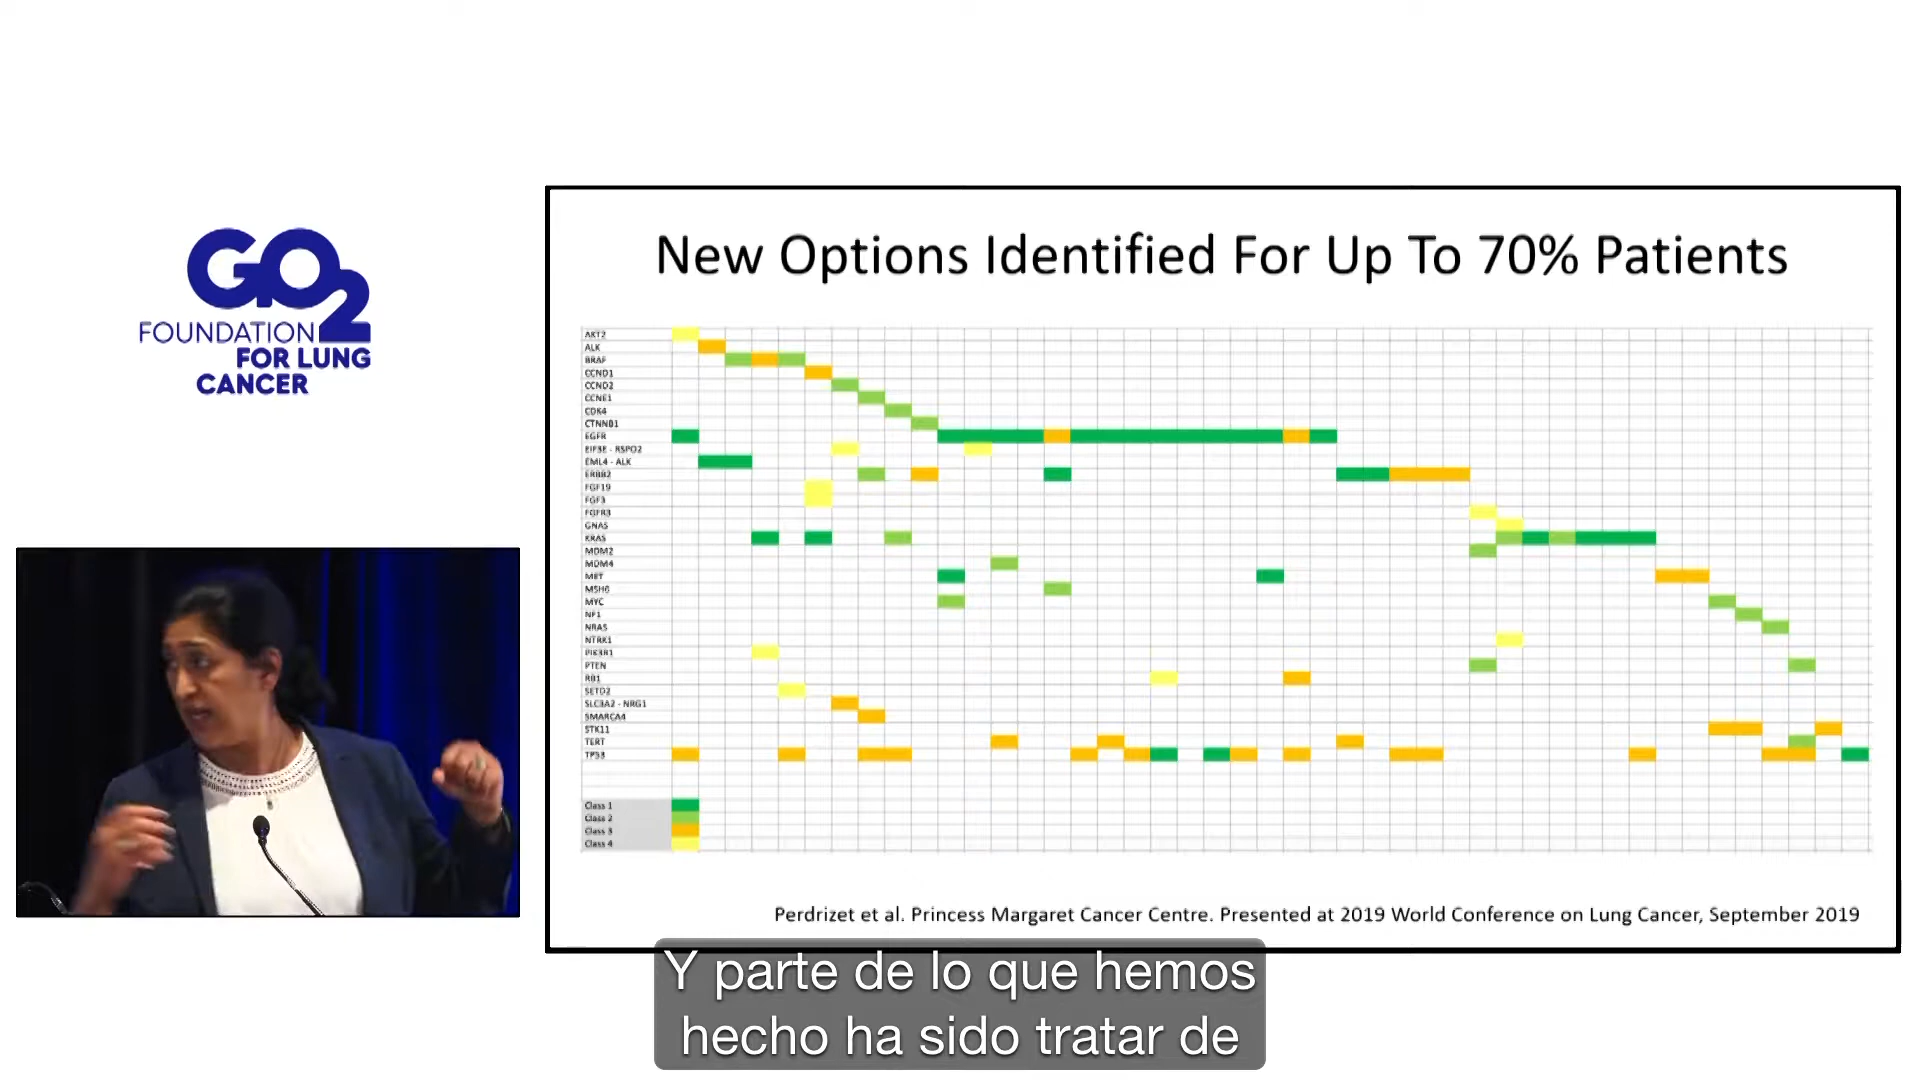 GO2
FOUNDATION
FOR LUNG
CANCER
New Options Identified For Up To 70% Patients
AKT2
ALK
BRAF
CCND1
CCND2
CCNE1
CDK4
CTNNB1
EGFR
EIF3E - RSPO2
EML4 - ALK
ERBB2
FGF19
FGF3
FGFR3
GNAS
KRAS
MDM2
MDM4
MET
MSH6
MYC
NF1
NRAS
NTRK1
PIK3R1
PTEN
RB1
SETD2
SLC3A2 - NRG1
SMARCA4
STK11
TERT
TP53
Class 1
Class 2
Class 3
Class 4
Perdrizet et al. Princess Margaret Cancer Centre. Presented at 2019 World Conference on Lung Cancer, September 2019
Y parte de lo que hemos
hecho ha sido tratar de